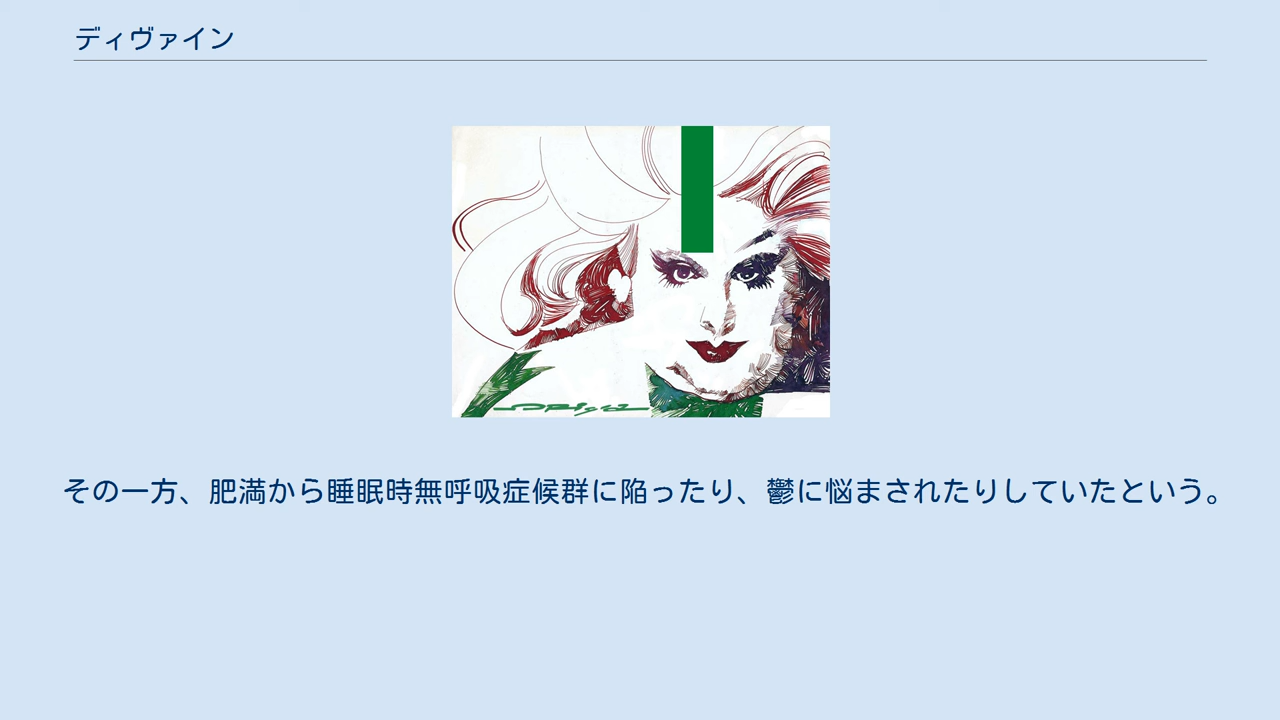 ディヴァイン
その一方、肥満から睡眠時無呼吸症候群に陥ったり、鬱に悩まされたりしていたという。